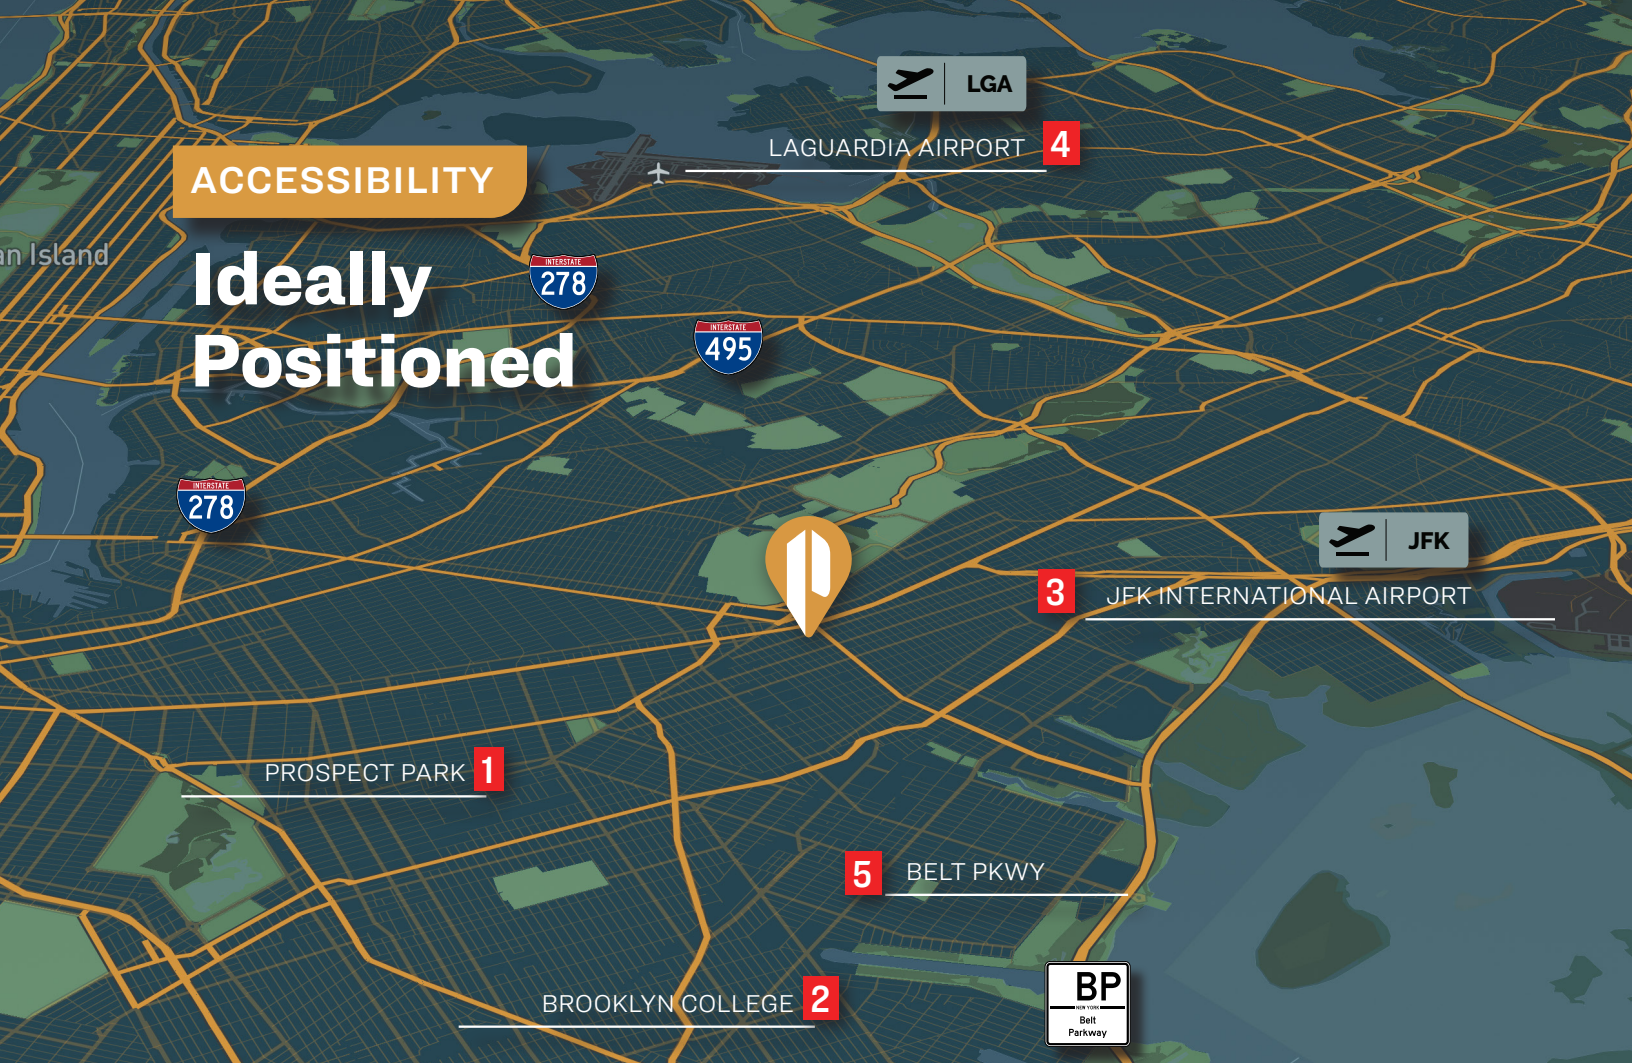 LGA
LAGUARDIA AIRPORT 4
ACCESSIBILITY
an Island
Ideally
Positioned
INTERSTATE
278
INTERSTATE
495
INTERSTATE
278
JFK
3 JFK INTERNATIONAL AIRPORT
PROSPECT PARK 1
5 BELT PKWY
BROOKLYN COLLEGE 2
BP
NEW YORK
Belt
Parkway